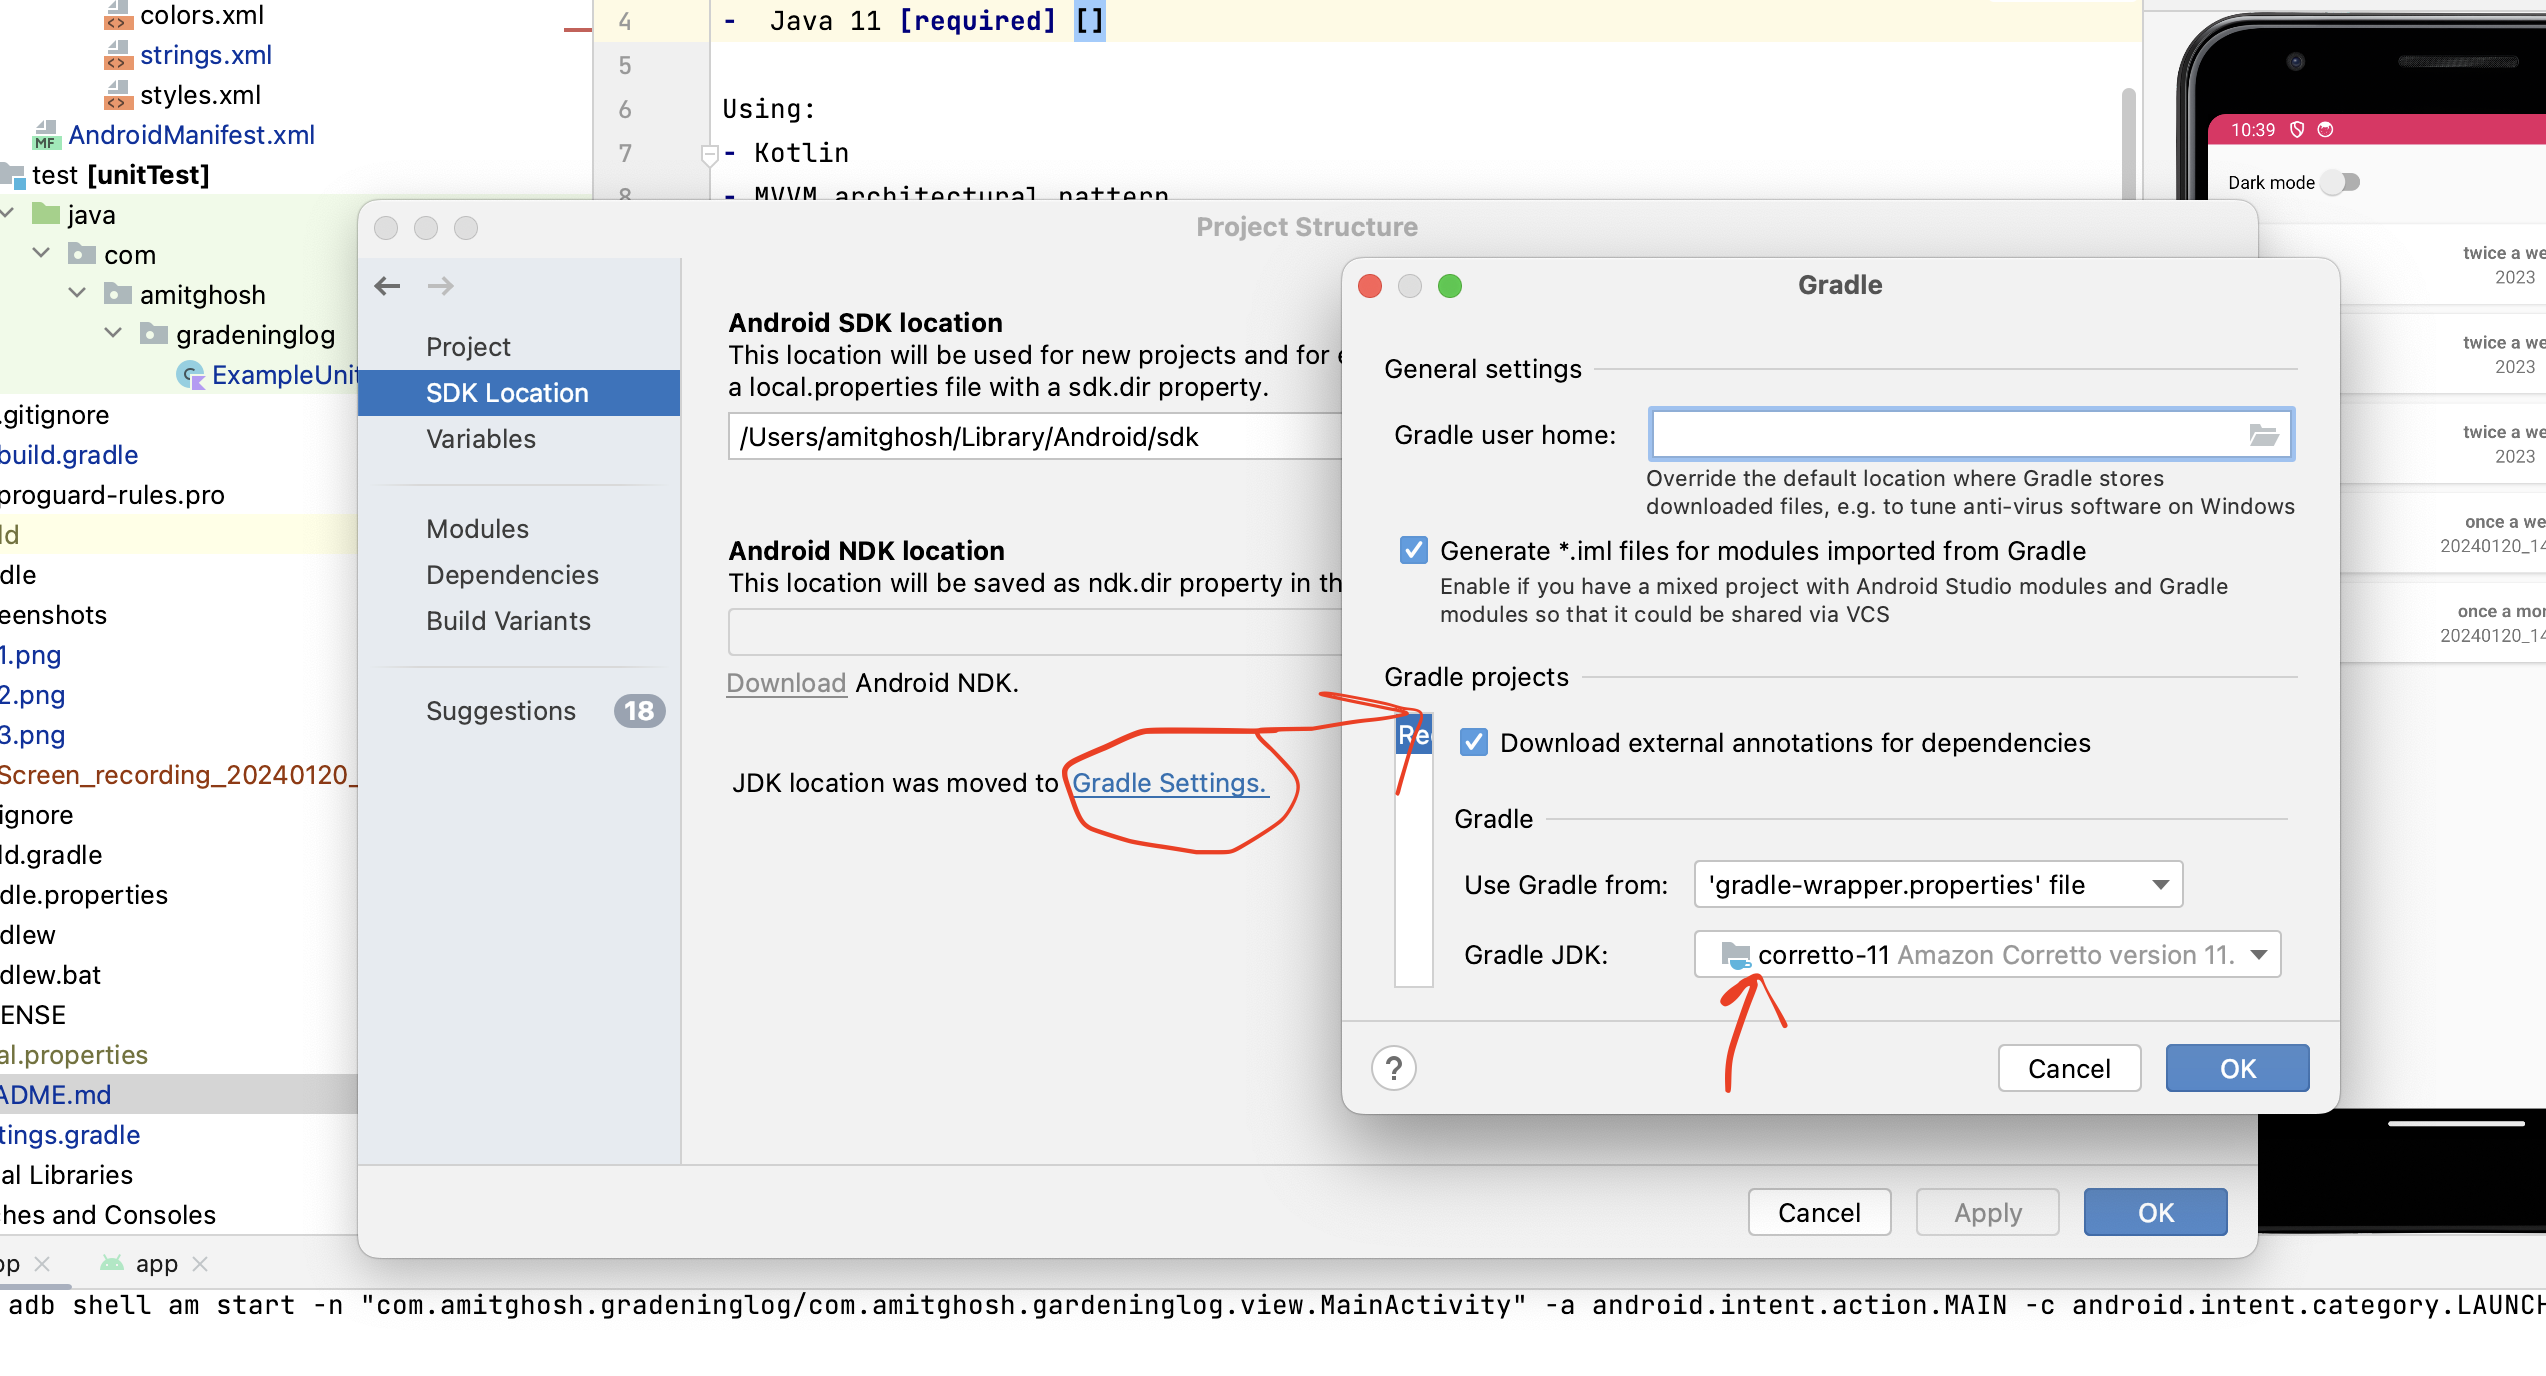 colors.xml
strings.xml
styles.xml
AndroidManifest.xml
test [unitTest]
java
com
amitghosh
gradeninglog
ExampleUnit
.gitignore
build.gradle
proguard-rules.pro
ld
dle
eenshots
1.png
2.png
3.png
Screen_recording_20240120_
ignore
ld.gradle
dle.properties
dlew
dlew.bat
ENSE
al.properties
ADME.md
tings.gradle
al Libraries
ches and Consoles
4
- Java 11 [required] []
5
6
Using:
7
- Kotlin
8
- MVVM architectural pattern
Project Structure
Project
SDK Location
Variables
Modules
Dependencies
Build Variants
Suggestions 18
Android SDK location
This location will be used for new projects and for e
a local.properties file with a sdk.dir property.
/Users/amitghosh/Library/Android/sdk
Android NDK location
This location will be saved as ndk.dir property in th
Download Android NDK.
JDK location was moved to Gradle Settings.
Cancel
Apply
OK
Gradle
General settings
Gradle user home:
Override the default location where Gradle stores
downloaded files, e.g. to tune anti-virus software on Windows
Generate *.iml files for modules imported from Gradle
Enable if you have a mixed project with Android Studio modules and Gradle
modules so that it could be shared via VCS
Gradle projects
Rec
Download external annotations for dependencies
Gradle
Use Gradle from: 'gradle-wrapper.properties' file
Gradle JDK: corretto-11 Amazon Corretto version 11.
?
Cancel
OK
10:39
Dark mode
twice a we
2023
twice a we
2023
twice a we
2023
once a we
20240120_14
once a mor
20240120_14
op
app
adb shell am start -n "com.amitghosh.gradeninglog/com.amitghosh.gardeninglog.view.MainActivity" -a android.intent.action.MAIN -c android.intent.category.LAUNCH